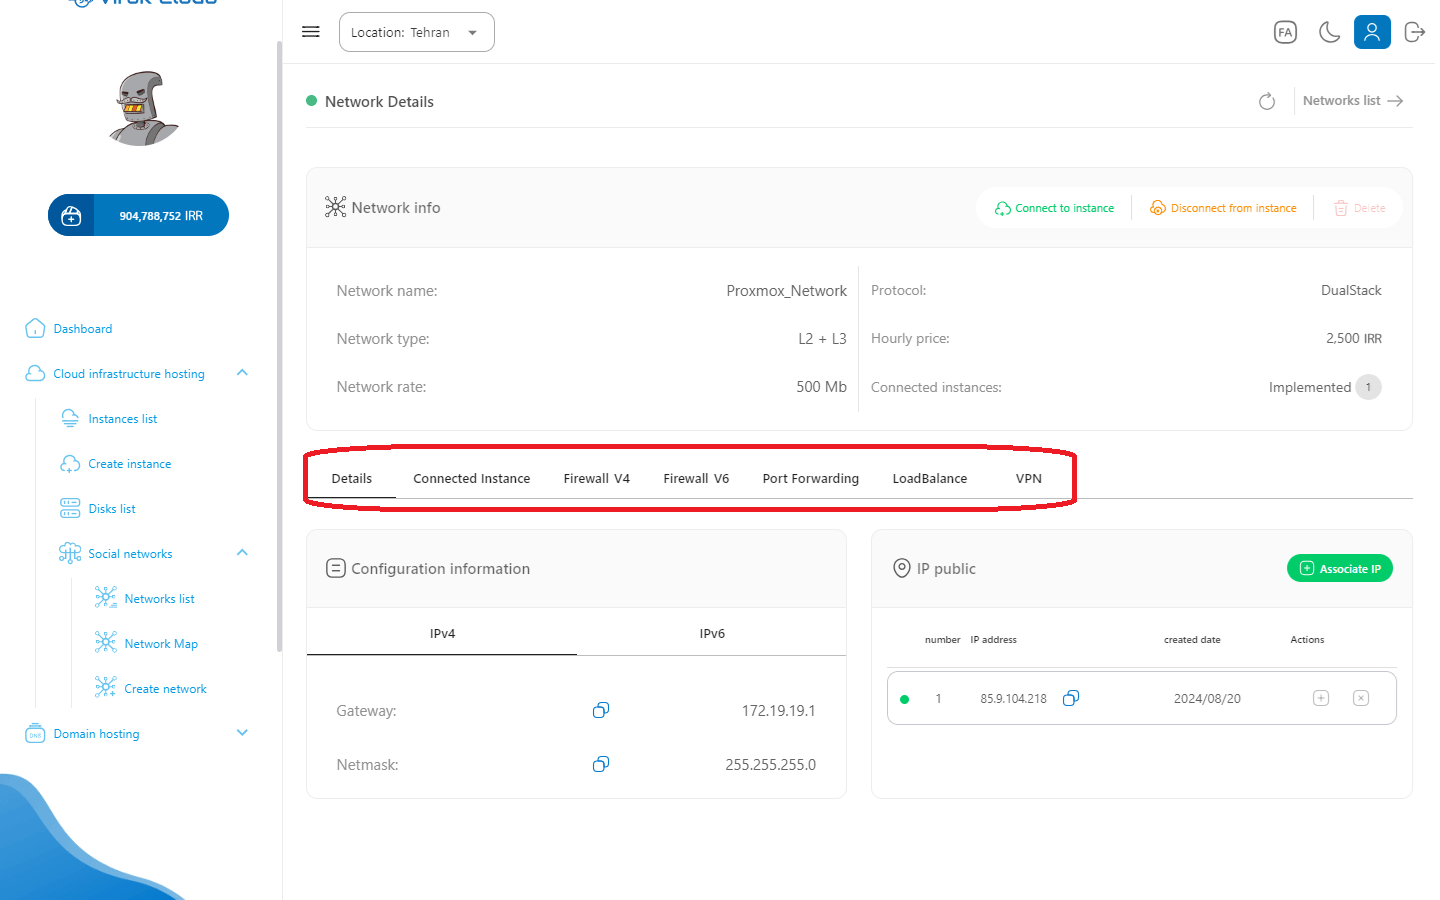 Location: Tehran
FA
Network Details
Networks list
904,788,752 IRR
Network info
Connect to instance
Disconnect from instance
Delete
Network name: Proxmox_Network
Protocol: DualStack
Network type: L2 + L3
Hourly price: 2,500 IRR
Network rate: 500 Mb
Connected instances: Implemented 1
Dashboard
Cloud infrastructure hosting
Instances list
Create instance
Disks list
Social networks
Networks list
Network Map
Create network
DNS
Domain hosting
Details
Connected Instance
Firewall V4
Firewall V6
Port Forwarding
LoadBalance
VPN
Configuration information
IPv4
IPv6
Gateway: 172.19.19.1
Netmask: 255.255.255.0
IP public
Associate IP
number IP address created date Actions
1 85.9.104.218 2024/08/20